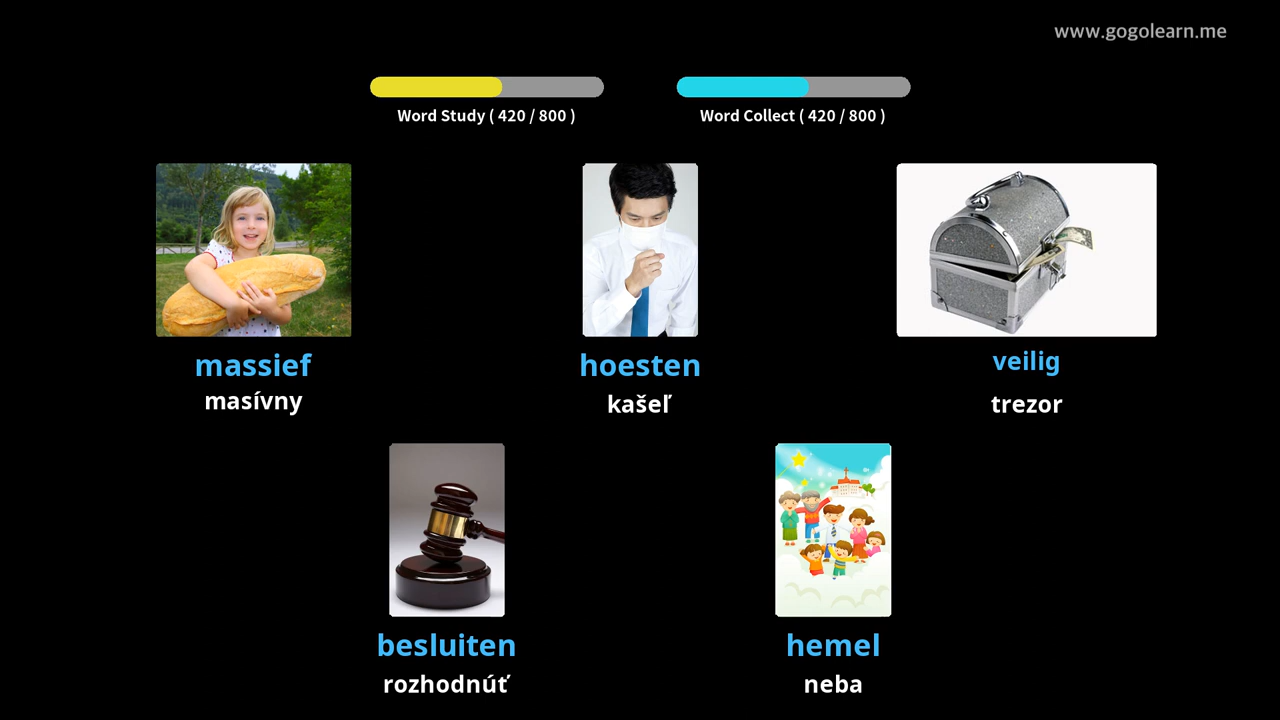 www.gogolearn.me
Word Study ( 420 / 800 )
Word Collect ( 420 / 800 )
massief
masívny
hoesten
kašeľ
veilig
trezor
besluiten
rozhodnúť
hemel
neba